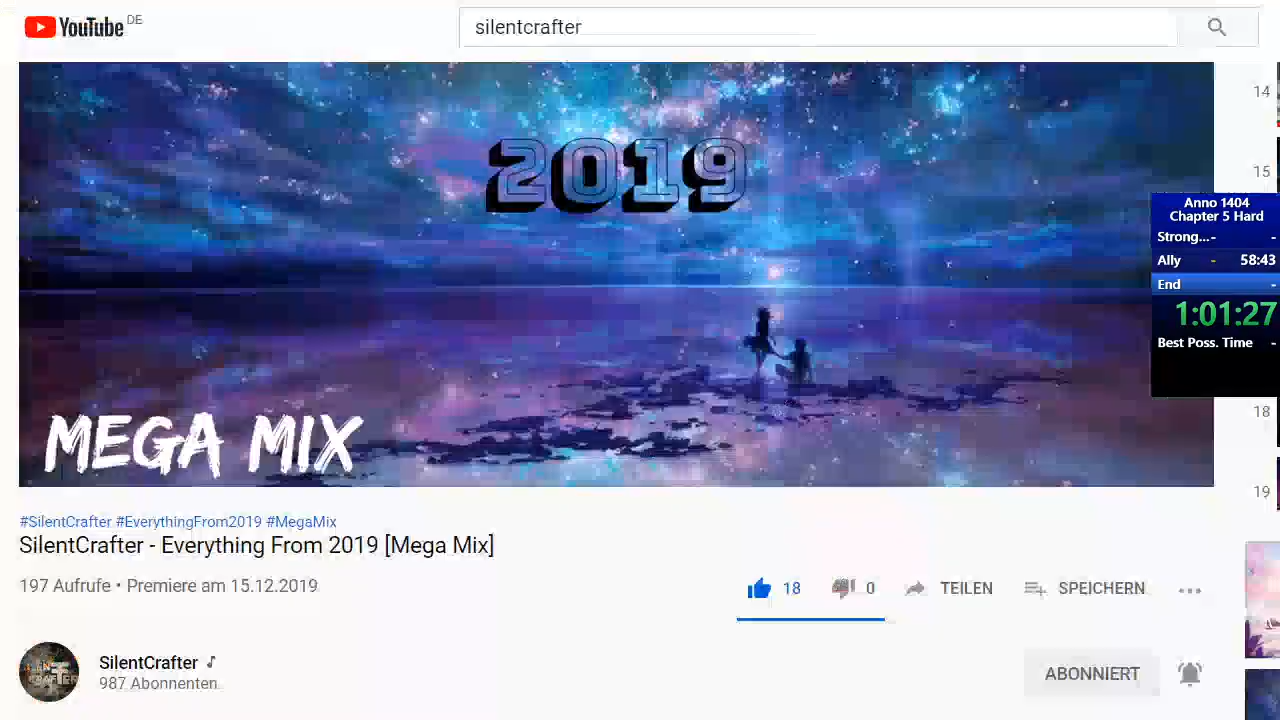 YouTube DE
silentcrafter
2019
MEGA MIX
14
15
18
19
Anno 1404
Chapter 5 Hard
Strong... - -
Ally - 58:43
End -
1:01:27
Best Poss. Time -
#SilentCrafter #EverythingFrom2019 #MegaMix
SilentCrafter - Everything From 2019 [Mega Mix]
197 Aufrufe • Premiere am 15.12.2019
18 0 TEILEN SPEICHERN
SilentCrafter
987 Abonnenten
ABONNIERT